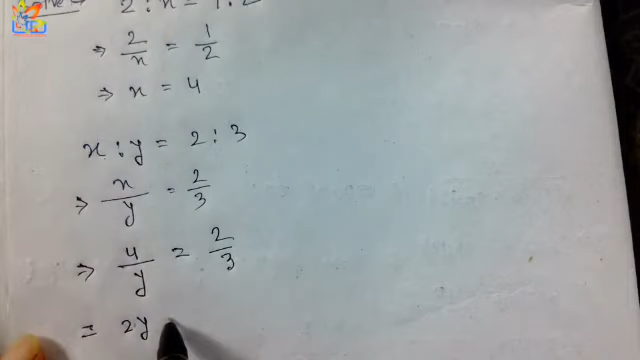 2 : x = 1 : 2
⇒ 2/x = 1/2
⇒ x = 4
x : y = 2 : 3
⇒ x/y = 2/3
⇒ 4/y = 2/3
= 2y